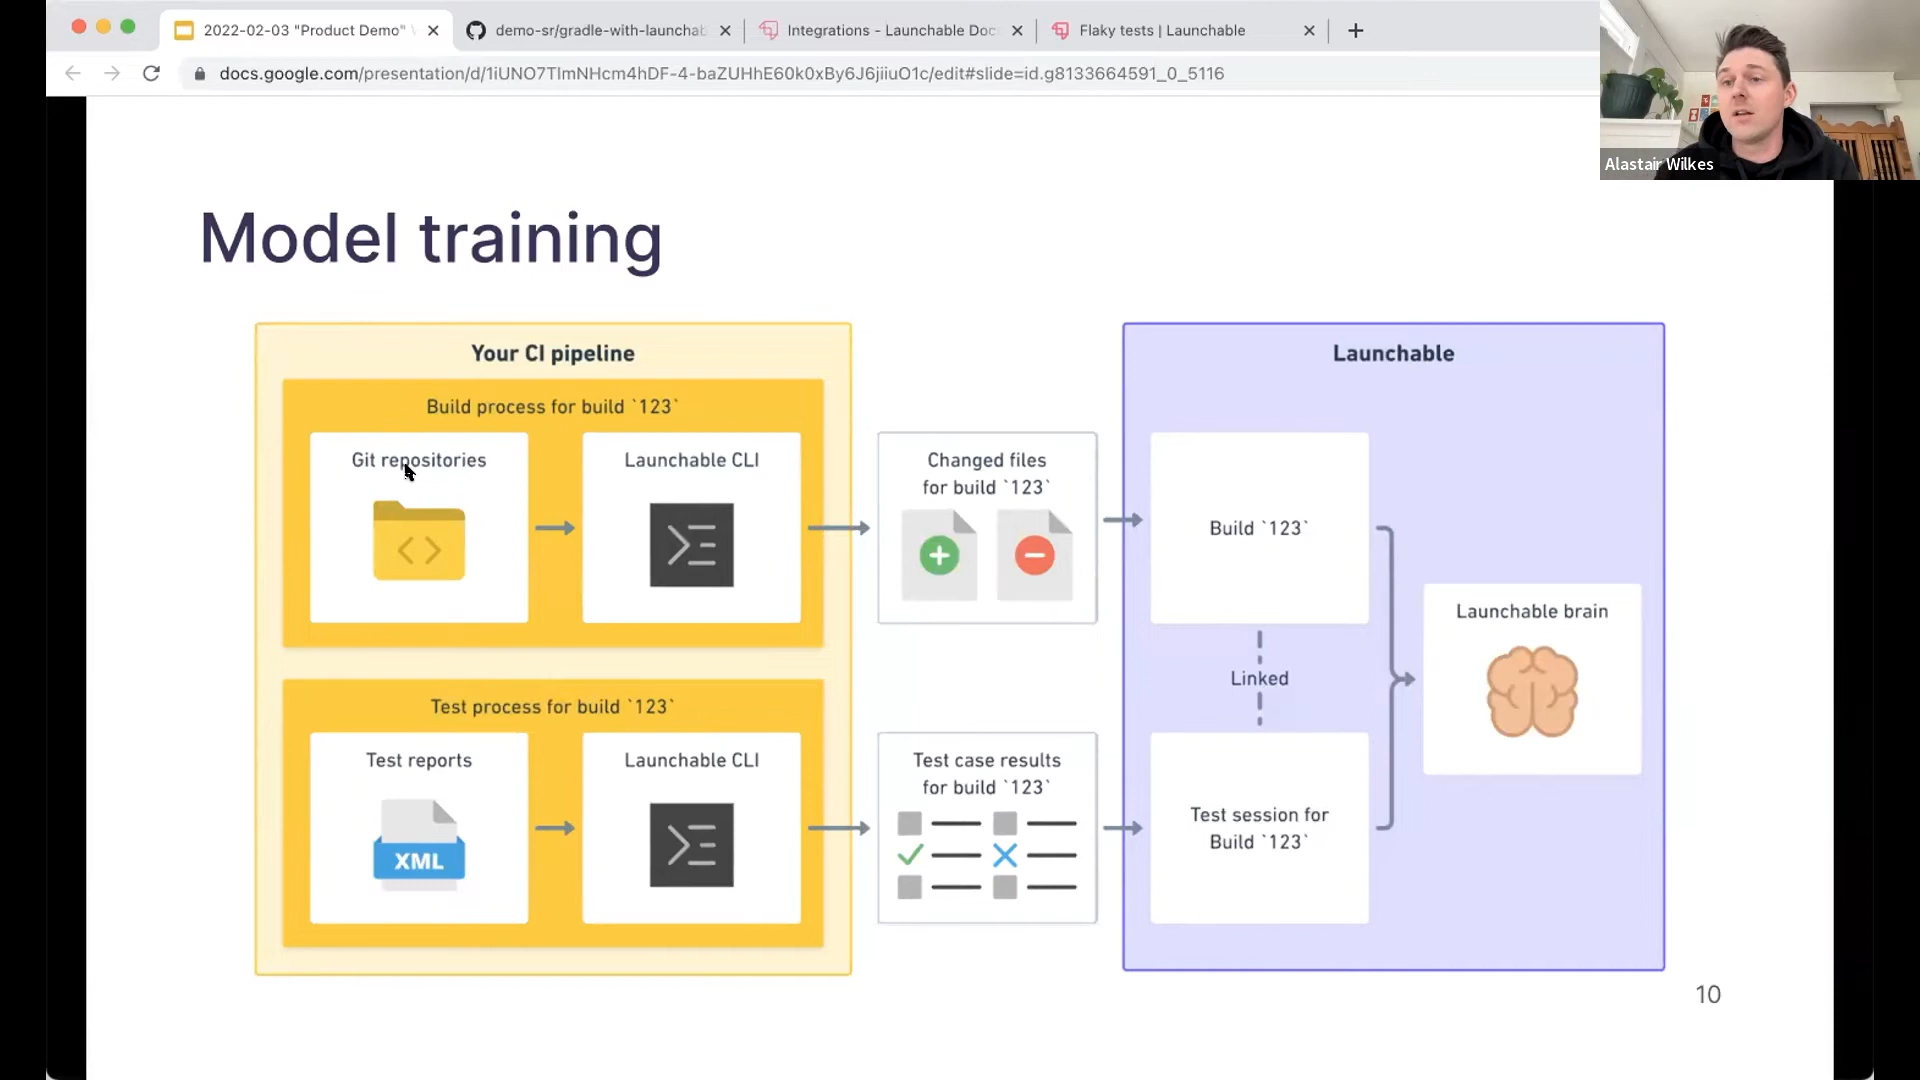 2022-02-03 "Product Demo"
demo-sr/gradle-with-launchab
Integrations - Launchable Doc
Flaky tests | Launchable
docs.google.com/presentation/d/1iUNO7TImNHcm4hDF-4-baZUHhE60k0xBy6J6jiiuO1c/edit#slide=id.g8133664591_0_5116
Alastair Wilkes
Model training
Your CI pipeline
Build process for build `123`
Git repositories
Launchable CLI
Changed files
for build `123`
Test process for build `123`
Test reports
XML
Launchable CLI
Test case results
for build `123`
Launchable
Build `123`
Linked
Test session for
Build `123`
Launchable brain
10